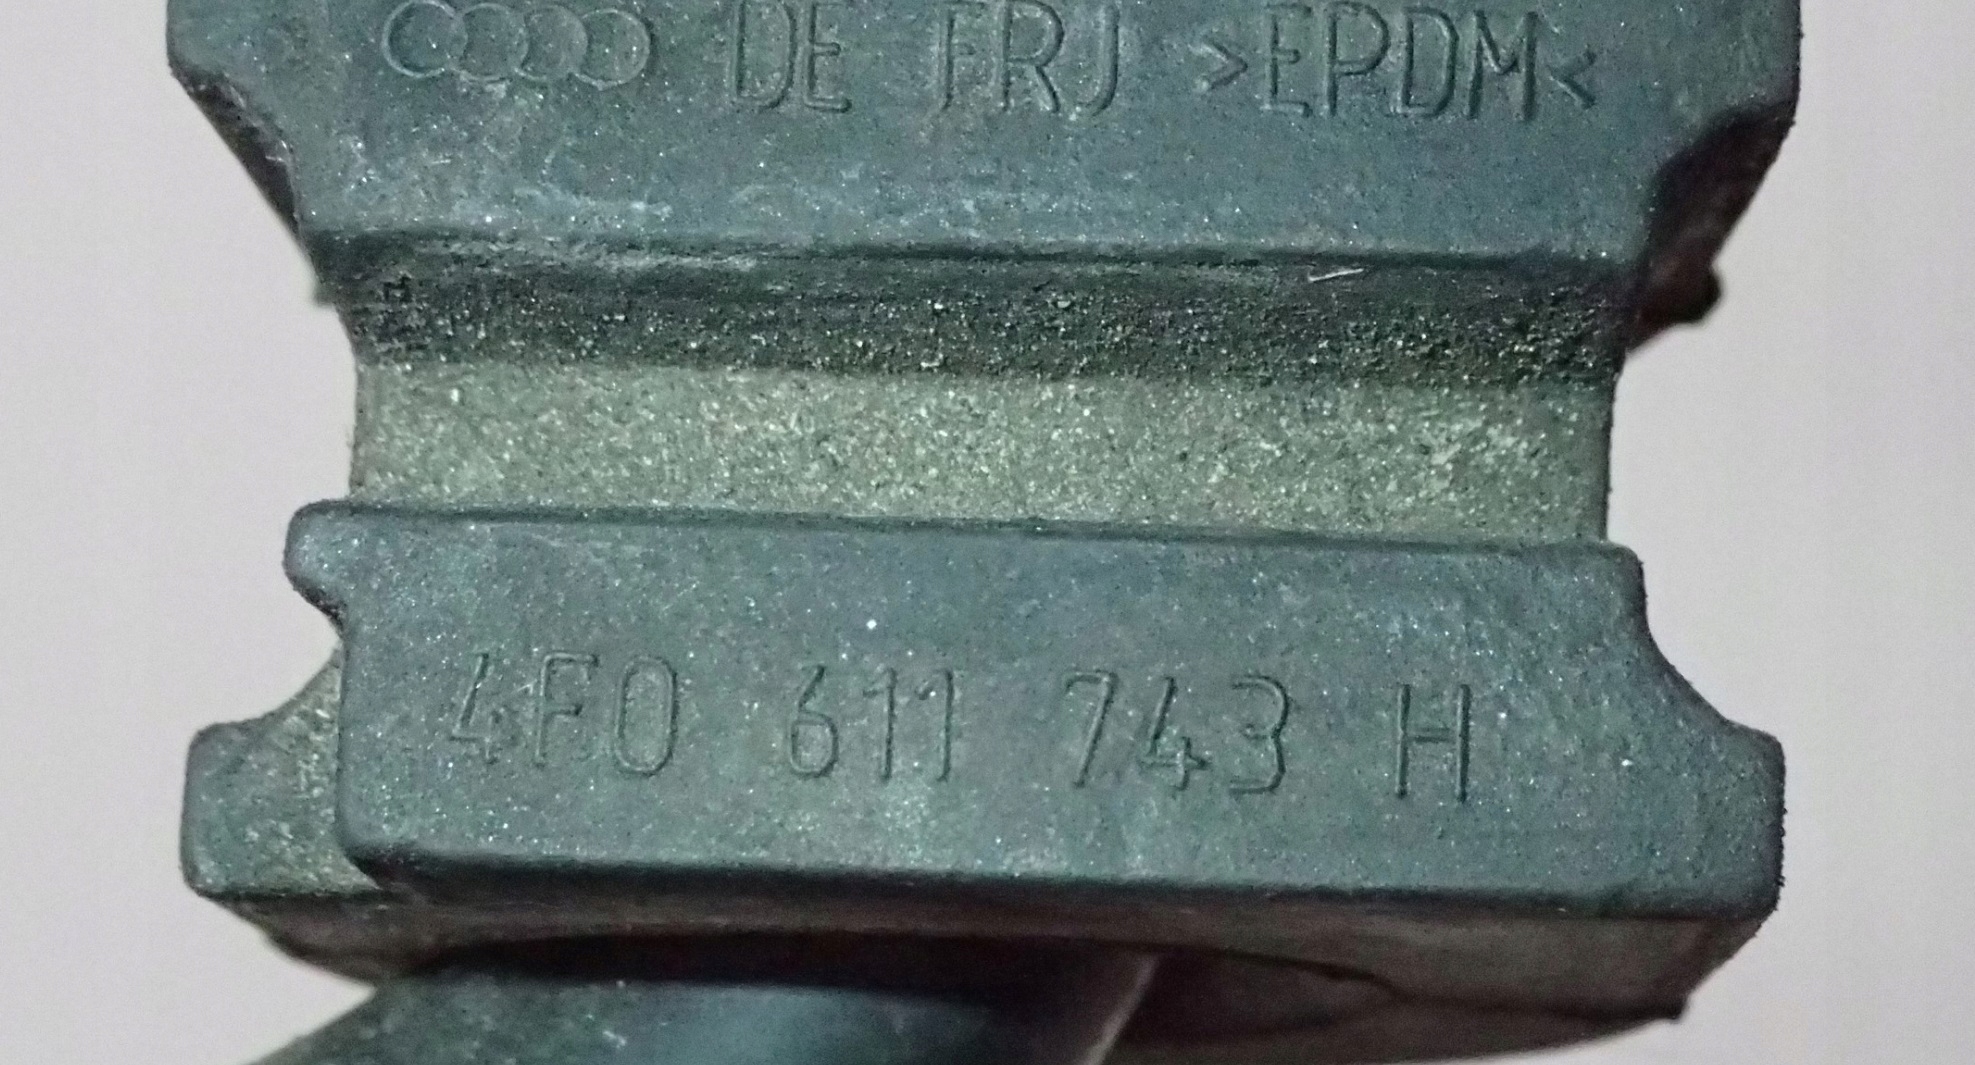 DE FRJ >EPDM<
4F0 611 743 H